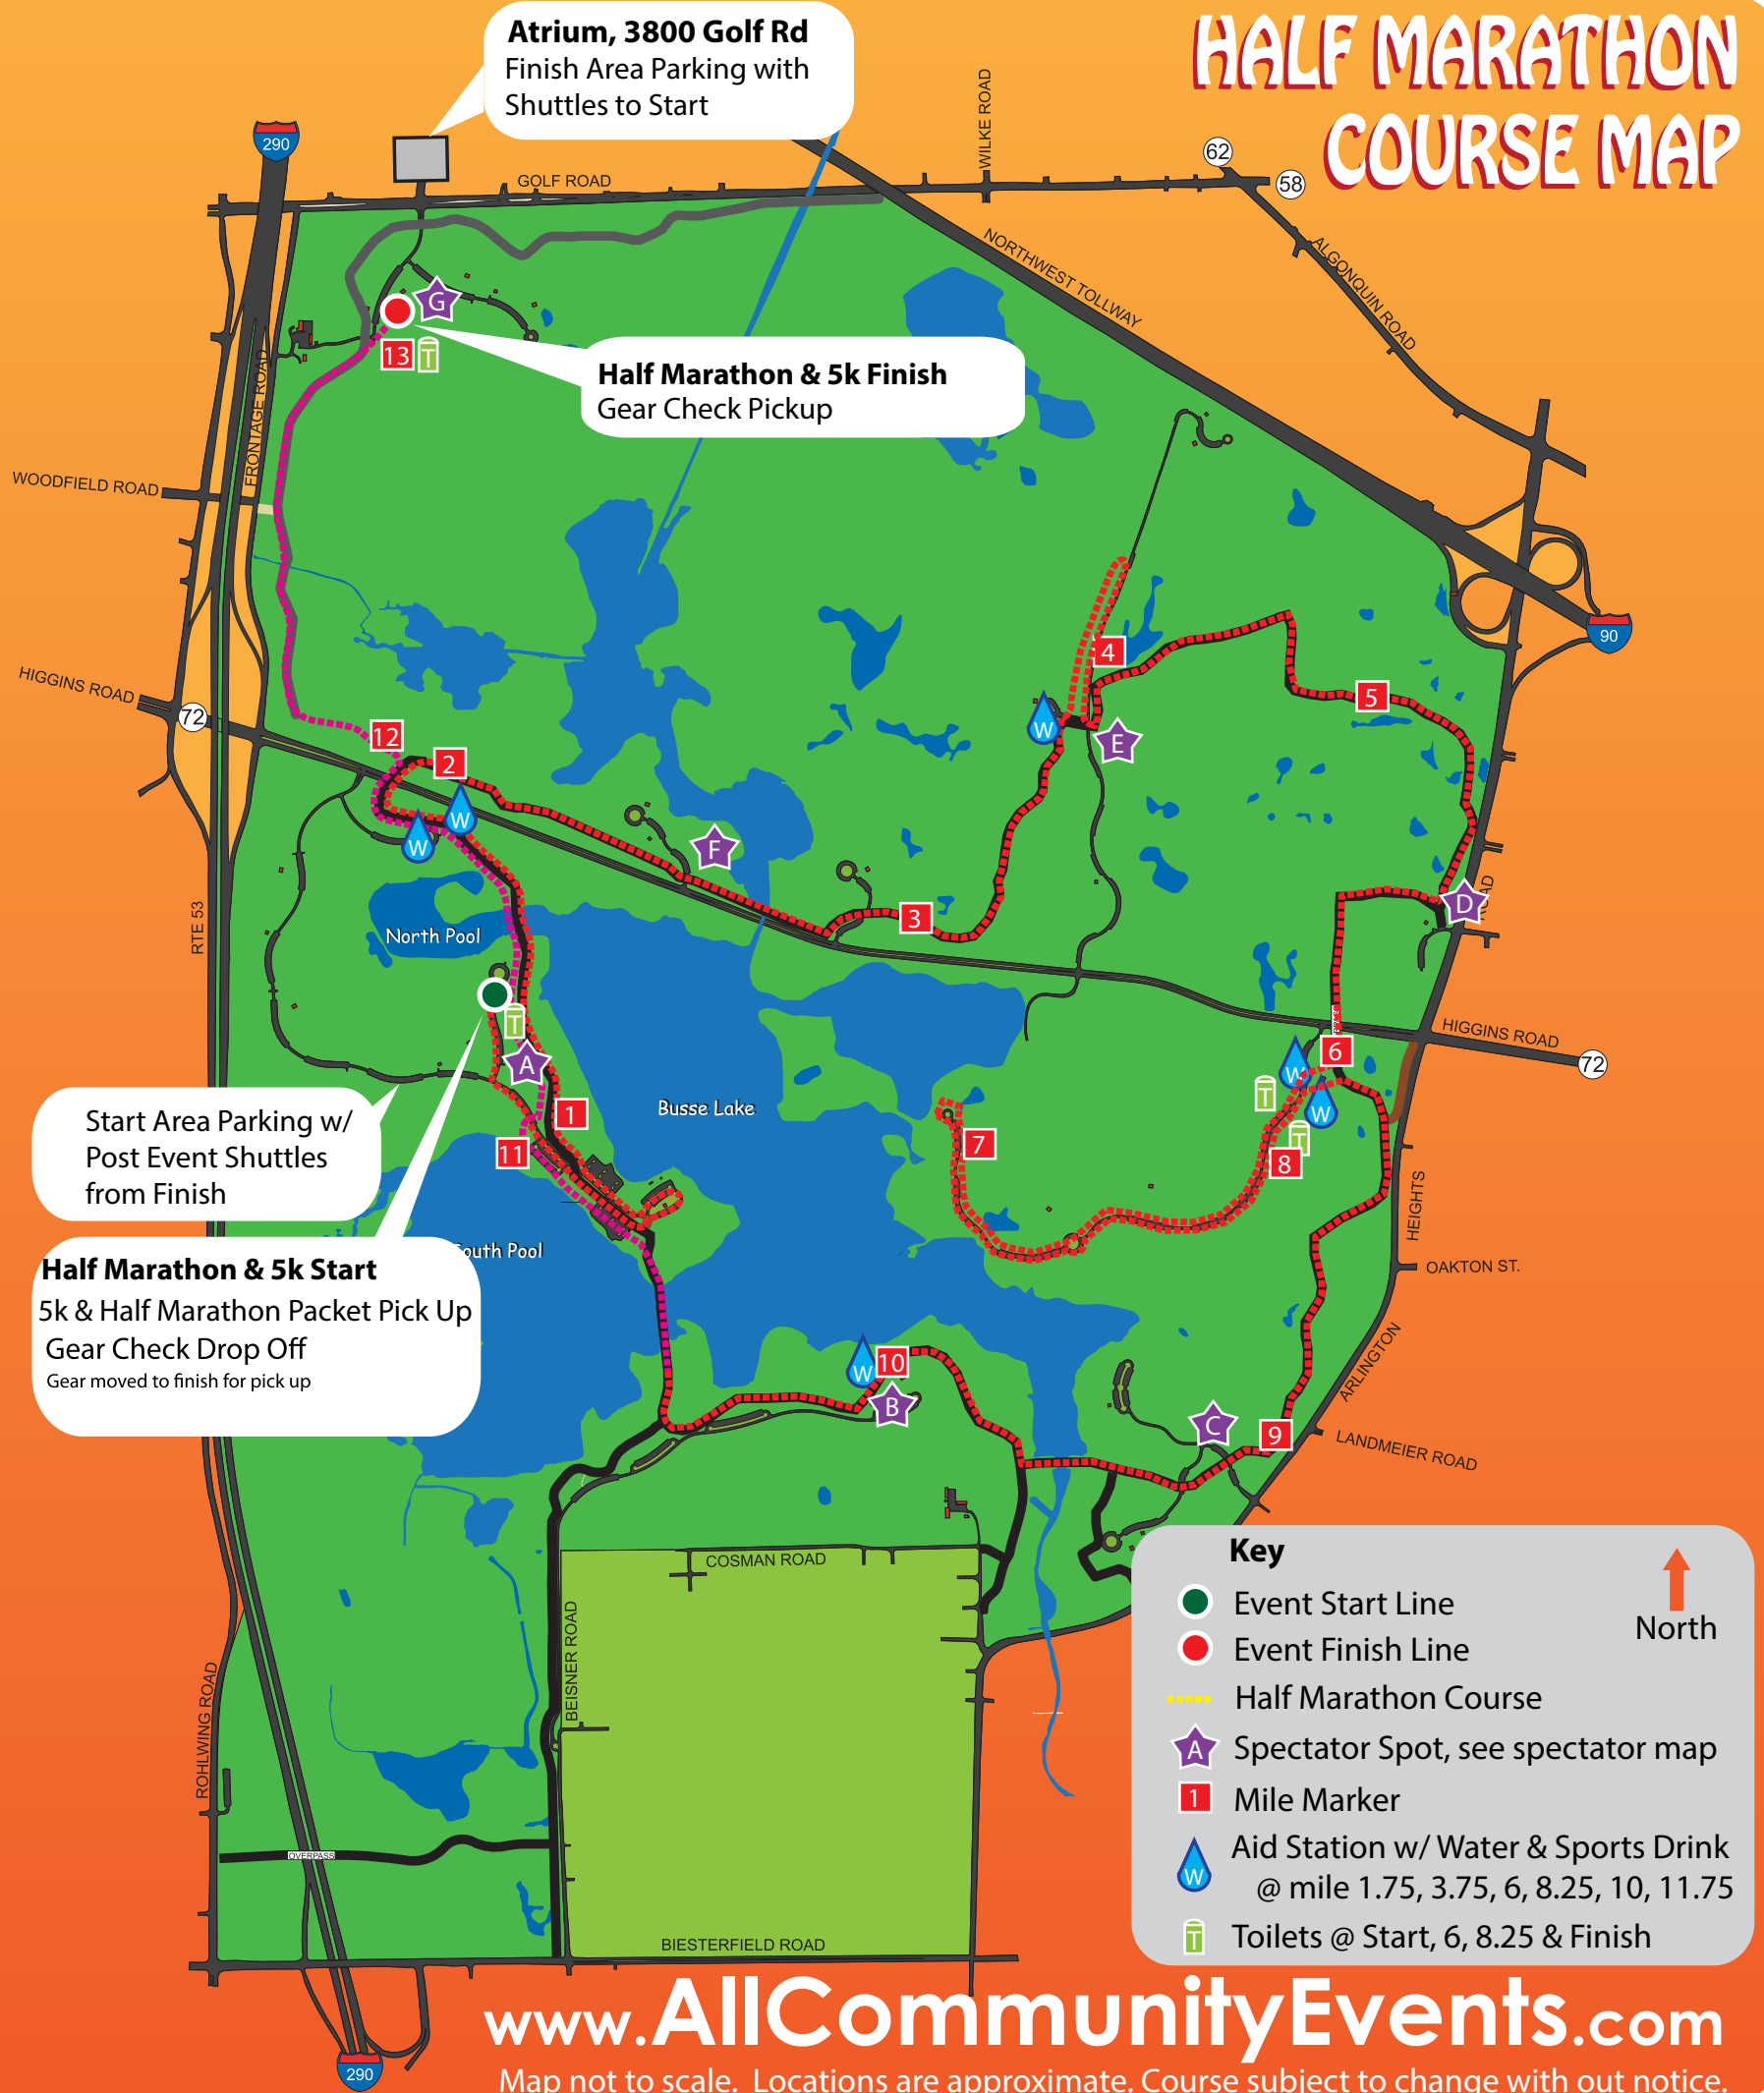 HALF MARATHON
COURSE MAP
Atrium, 3800 Golf Rd
Finish Area Parking with
Shuttles to Start
290
GOLF ROAD
WILKE ROAD
62
58
ALGONQUIN ROAD
NORTHWEST TOLLWAY
G
13
T
Half Marathon & 5k Finish
Gear Check Pickup
FRONTAGE ROAD
WOODFIELD ROAD
90
HIGGINS ROAD
72
4
5
W
E
12
2
W
W
F
3
D
ROAD
RTE 53
North Pool
T
A
1
11
Busse Lake
6
W
W
T
T
HIGGINS ROAD
72
7
8
Start Area Parking w/
Post Event Shuttles
from Finish
South Pool
Half Marathon & 5k Start
5k & Half Marathon Packet Pick Up
Gear Check Drop Off
Gear moved to finish for pick up
HEIGHTS
OAKTON ST.
ARLINGTON
W
10
B
C
9
LANDMEIER ROAD
COSMAN ROAD
BEISNER ROAD
ROHLWING ROAD
OVERPASS
BIESTERFIELD ROAD
290
Key
Event Start Line
Event Finish Line
Half Marathon Course
A Spectator Spot, see spectator map
1 Mile Marker
W Aid Station w/ Water & Sports Drink
@ mile 1.75, 3.75, 6, 8.25, 10, 11.75
T Toilets @ Start, 6, 8.25 & Finish
North
www.AllCommunityEvents.com
Map not to scale. Locations are approximate. Course subject to change with out notice.